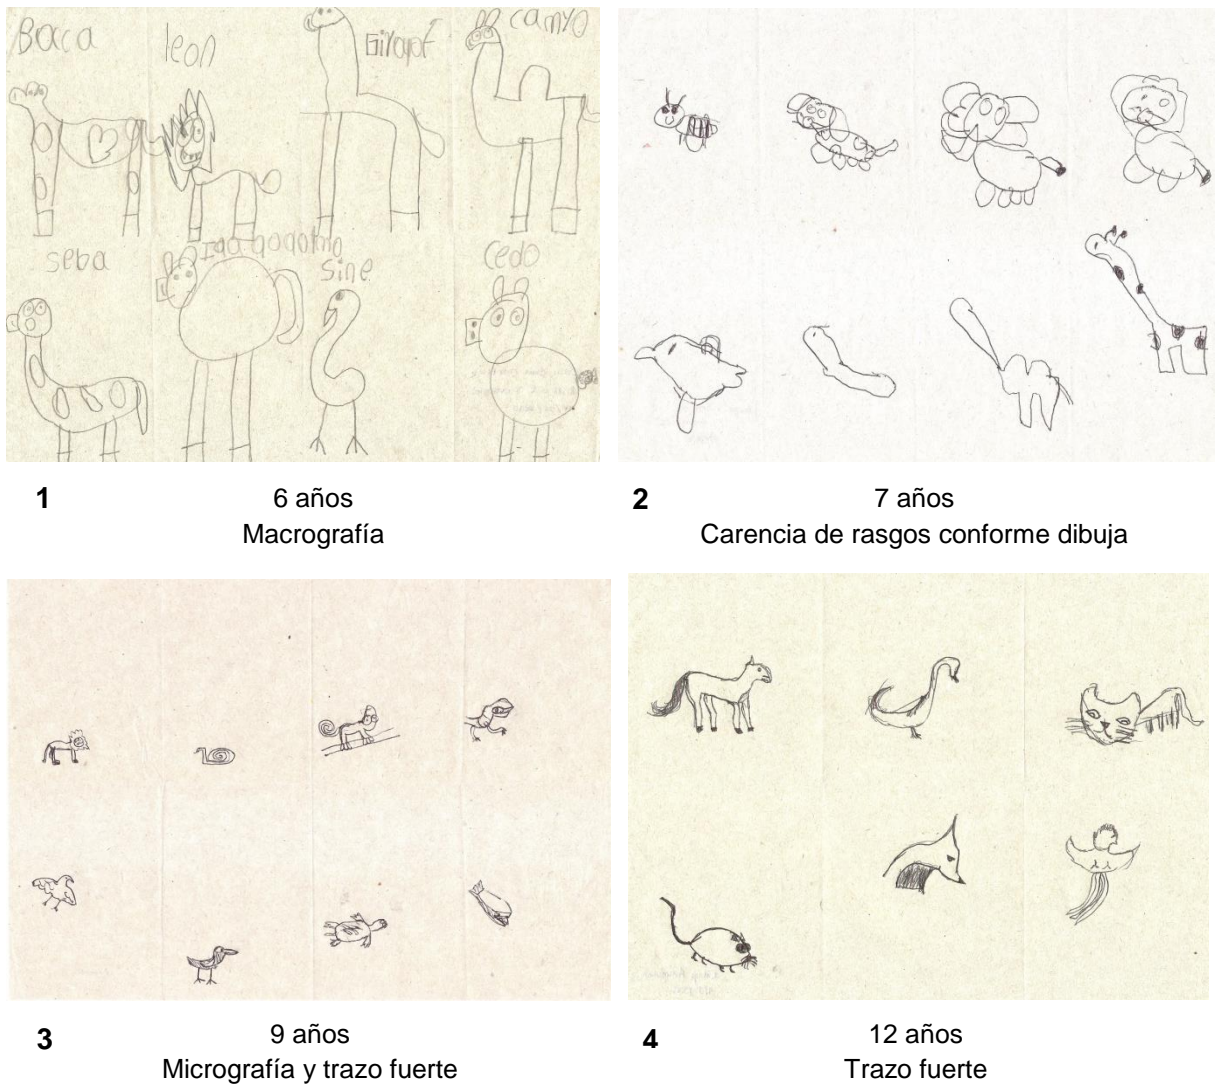 Baca leon Girapf camyo
seba
sine cedo
1 6 años
Macrografía
2 7 años
Carencia de rasgos conforme dibuja
3 9 años
Micrografía y trazo fuerte
4 12 años
Trazo fuerte